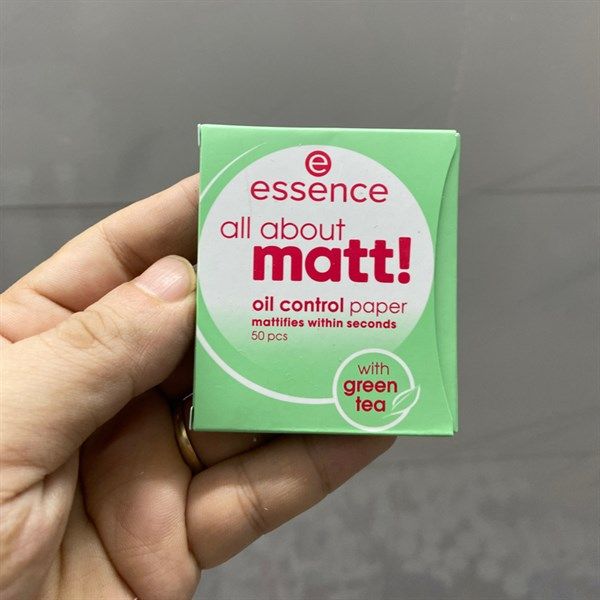 e
essence
all about
matt!
oil control paper
mattifies within seconds
50 pcs
with
green
tea